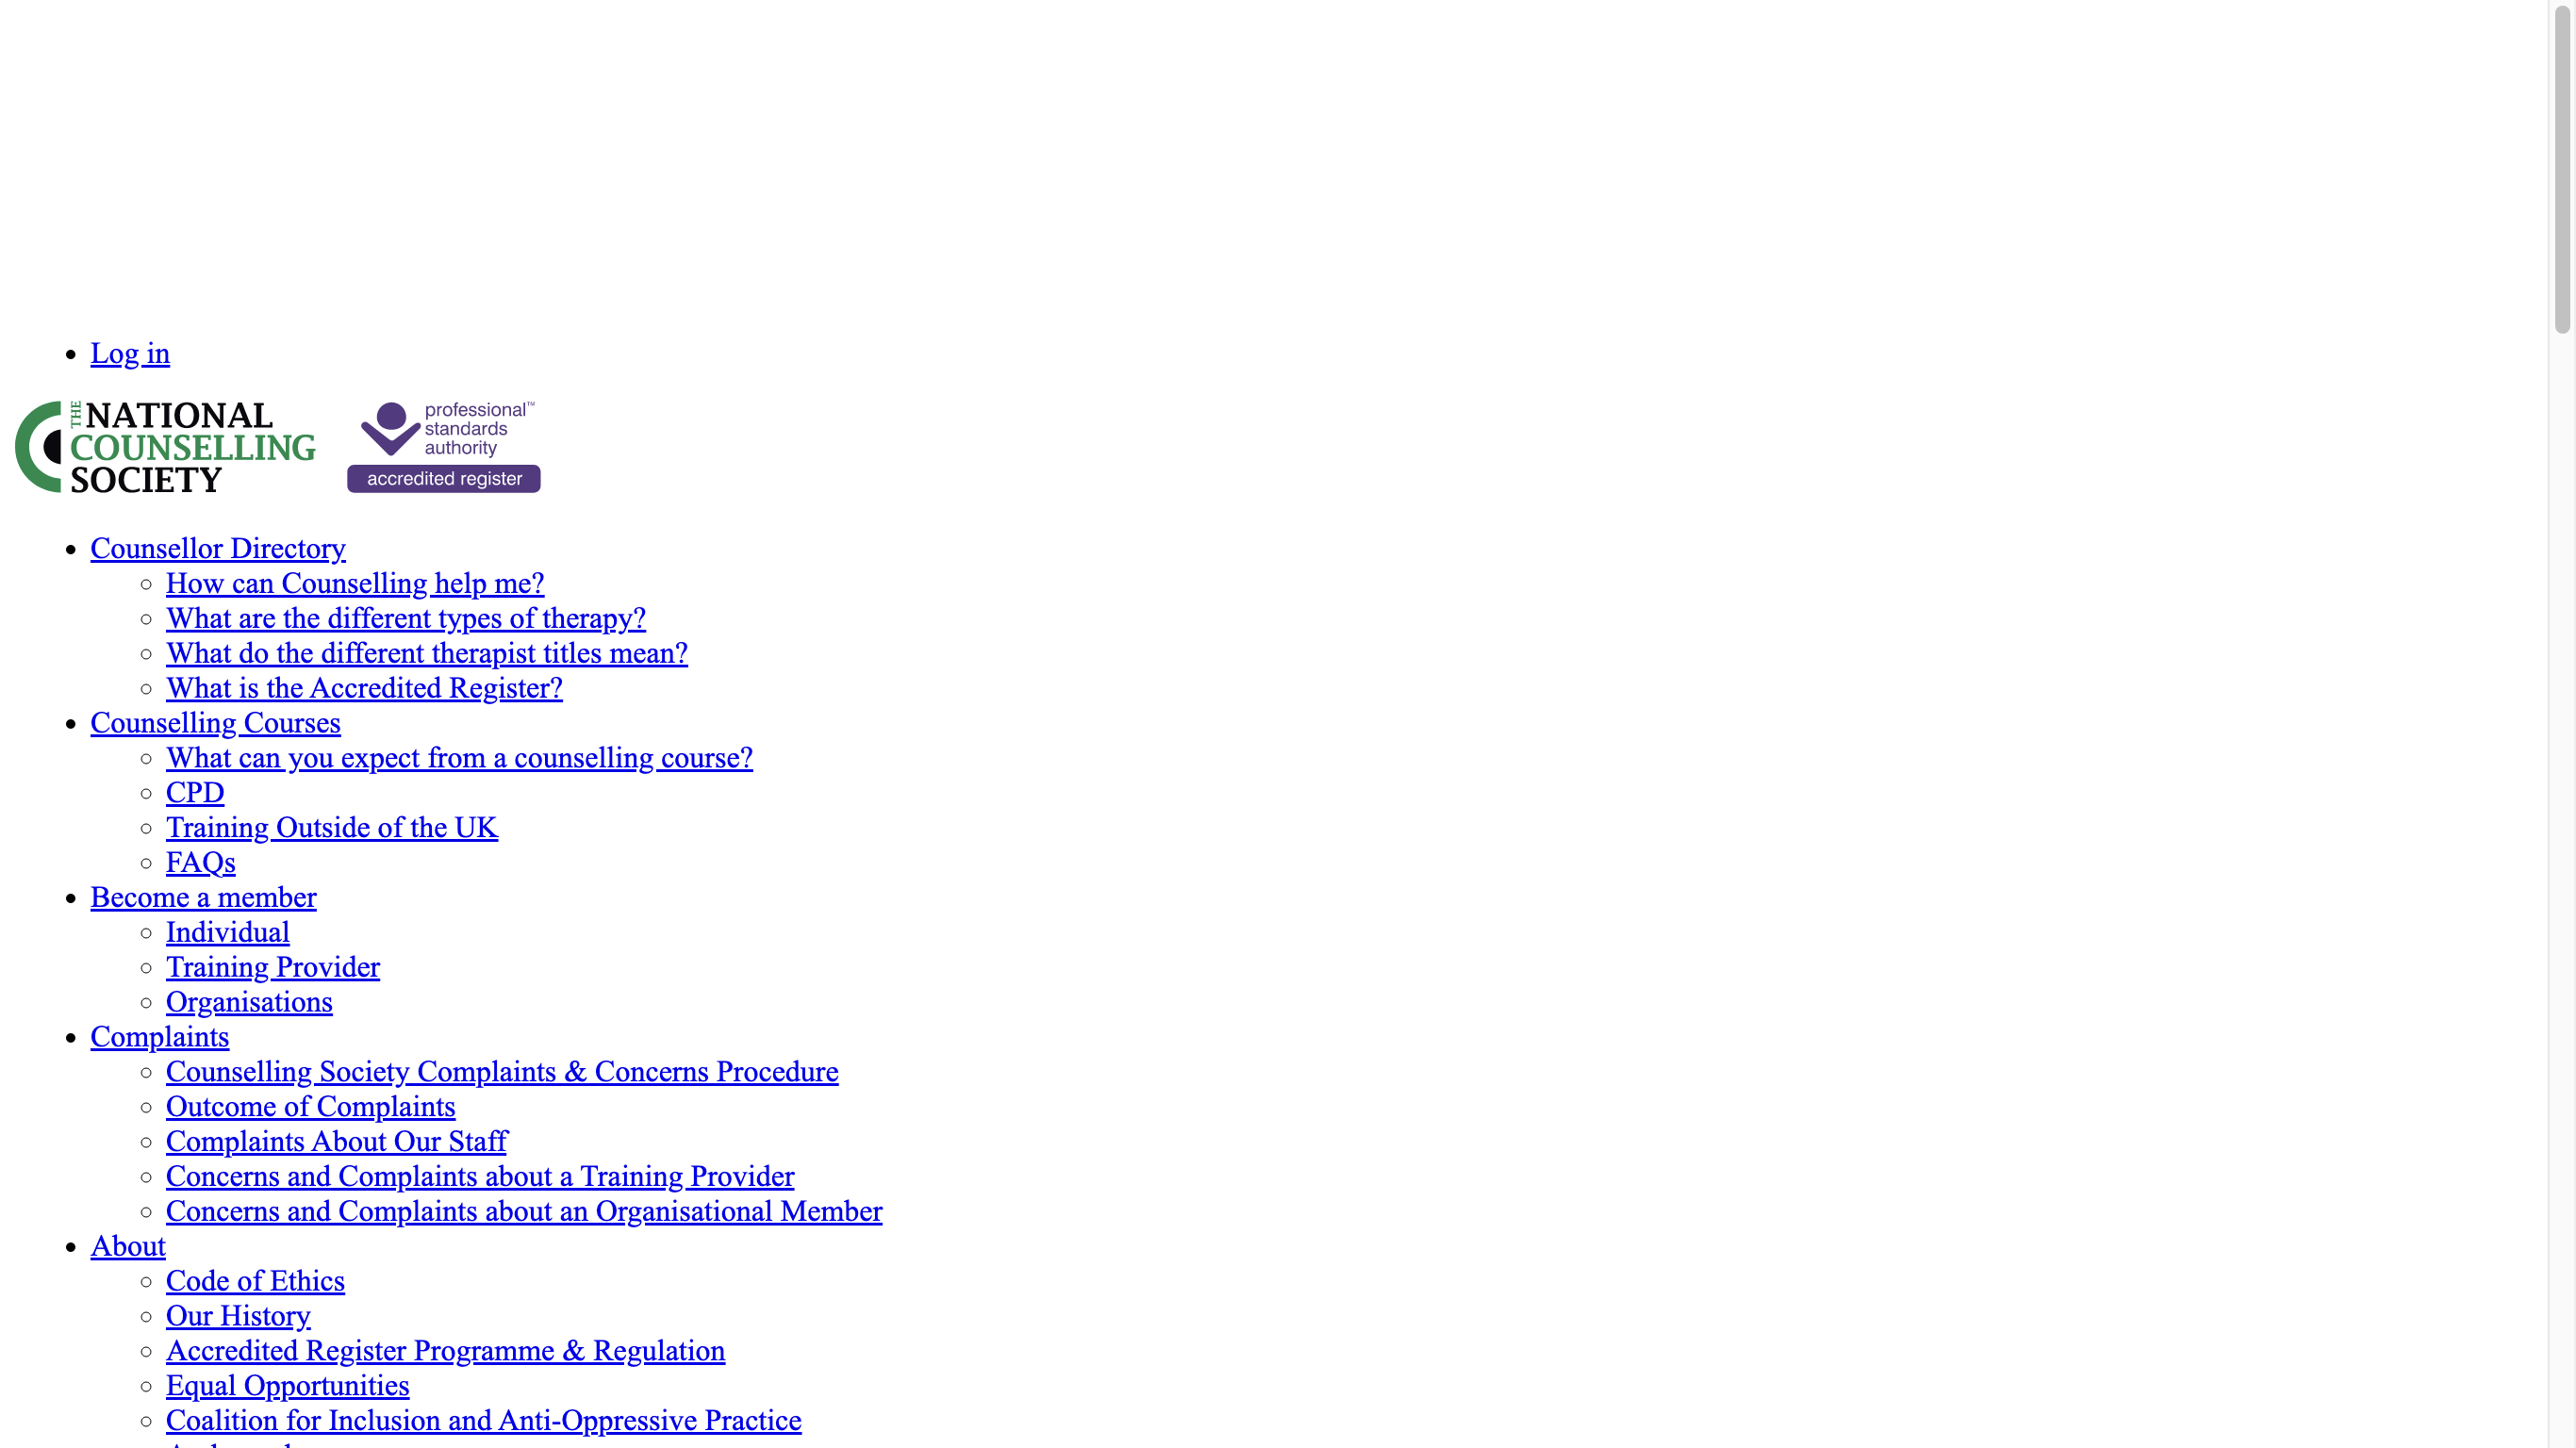 Log in
THE NATIONAL
COUNSELLING
SOCIETY
professional™
standards
authority
accredited register
Counsellor Directory
How can Counselling help me?
What are the different types of therapy?
What do the different therapist titles mean?
What is the Accredited Register?
Counselling Courses
What can you expect from a counselling course?
CPD
Training Outside of the UK
FAQs
Become a member
Individual
Training Provider
Organisations
Complaints
Counselling Society Complaints & Concerns Procedure
Outcome of Complaints
Complaints About Our Staff
Concerns and Complaints about a Training Provider
Concerns and Complaints about an Organisational Member
About
Code of Ethics
Our History
Accredited Register Programme & Regulation
Equal Opportunities
Coalition for Inclusion and Anti-Oppressive Practice